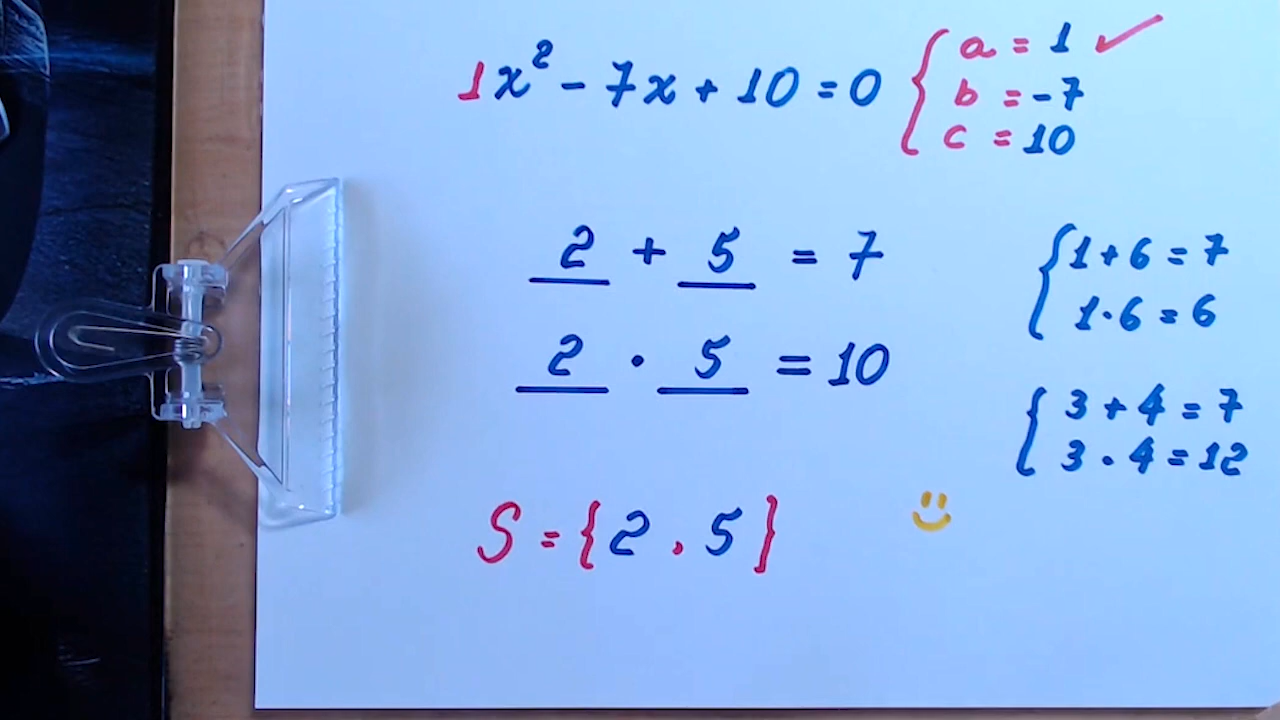 1x² - 7x + 10 = 0
{ a = 1 ✓
b = -7
c = 10
2 + 5 = 7
2 · 5 = 10
{ 1 + 6 = 7
1 · 6 = 6
{ 3 + 4 = 7
3 · 4 = 12
S = {2 , 5}